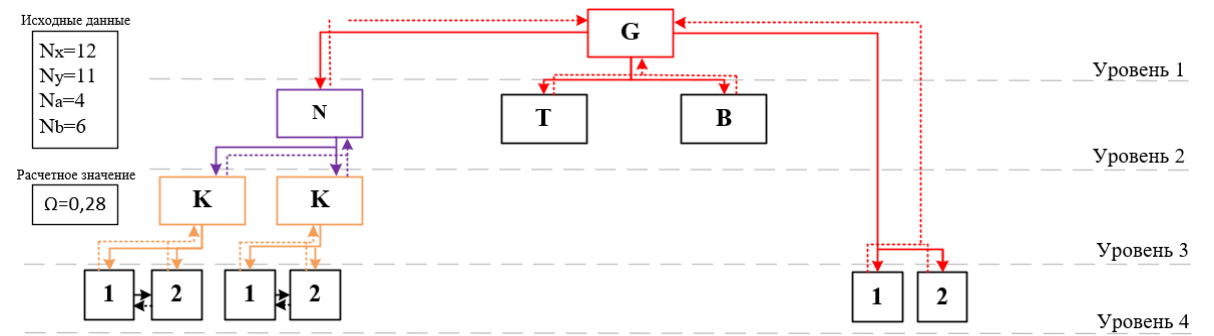 Исходные данные
Nx=12
Ny=11
Na=4
Nb=6
G
Уровень 1
N
T
B
Уровень 2
Расчетное значение
Ω=0,28
K
K
Уровень 3
1
2
1
2
1
2
Уровень 4